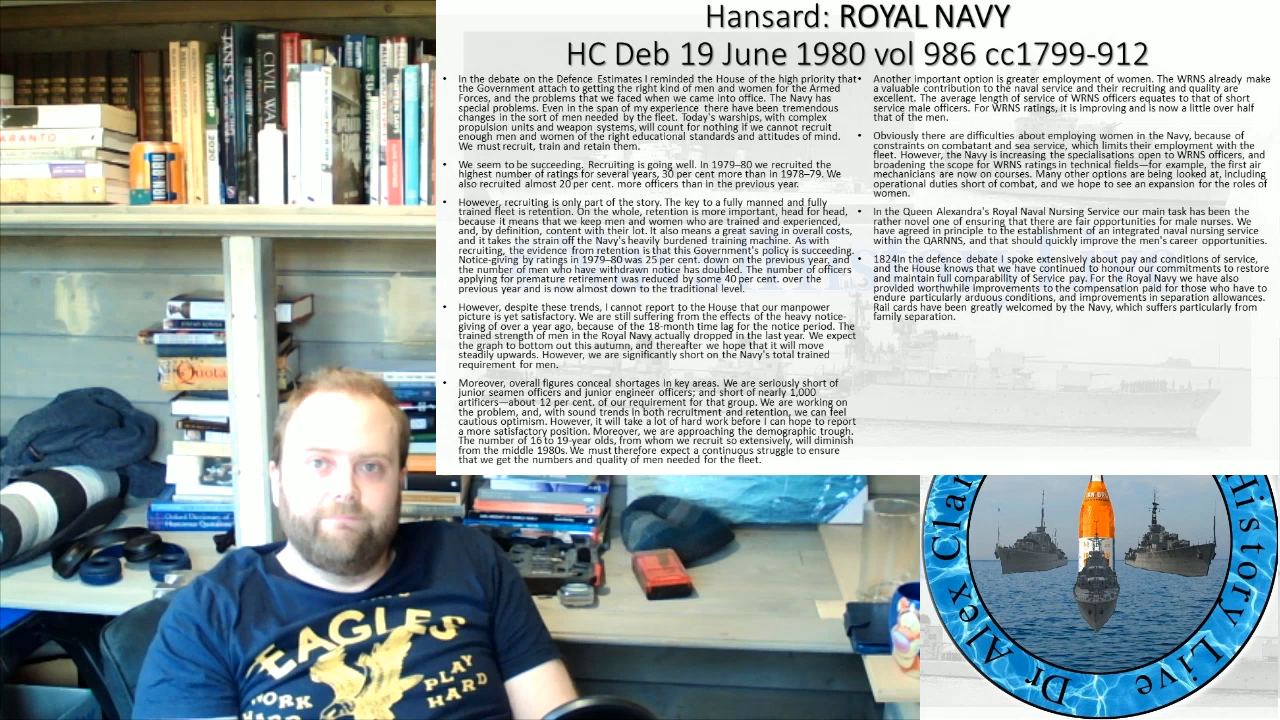 Hansard: ROYAL NAVY
HC Deb 19 June 1980 vol 986 cc1799-912
• In the debate on the Defence Estimates I reminded the House of the high priority that
the Government attach to getting the right kind of men and women for the Armed
Forces, and the problems that we faced when we came into office. The Navy has
special problems. Even in the span of my experience there have been tremendous
changes in the sort of men needed by the fleet. Today's warships, with complex
propulsion units and weapon systems, will count for nothing if we cannot recruit
enough men and women of the right educational standards and attitudes of mind.
We must recruit, train and retain them.
• We seem to be succeeding. Recruiting is going well. In 1979–80 we recruited the
highest number of ratings for several years, 30 per cent more than in 1978–79. We
also recruited almost 20 per cent. more officers than in the previous year.
• However, recruiting is only part of the story. The key to a fully manned and fully
trained fleet is retention. On the whole, retention is more important, head for head,
because it means that we keep men and women who are trained and experienced,
and, by definition, content with their lot. It also means a great saving in overall costs,
and it takes the strain off the Navy's heavily burdened training machine. As with
recruiting, the evidence from retention is that this Government's policy is succeeding.
Notice-giving by ratings in 1979–80 was 25 per cent. down on the previous year, and
the number of men who have withdrawn notice has doubled. The number of officers
applying for premature retirement was reduced by some 40 per cent. over the
previous year and is now almost down to the traditional level.
• However, despite these trends, I cannot report to the House that our manpower
picture is yet satisfactory. We are still suffering from the effects of the heavy notice-
giving of over a year ago, because of the 18-month time lag for the notice period. The
trained strength of men in the Royal Navy actually dropped in the last year. We expect
the graph to bottom out this autumn, and thereafter we hope that it will move
steadily upwards. However, we are significantly short on the Navy's total trained
requirement for men.
• Moreover, overall figures conceal shortages in key areas. We are seriously short of
junior seamen officers and junior engineer officers; and short of nearly 1,000
artificers—about 12 per cent. of our requirement for that group. We are working on
the problem, and, with sound trends in both recruitment and retention, we can feel
cautious optimism. However, it will take a lot of hard work before I can hope to report
a more satisfactory position. Moreover, we are approaching the demographic trough.
The number of 16 to 19-year olds, from whom we recruit so extensively, will diminish
from the middle 1980s. We must therefore expect a continuous struggle to ensure
that we get the numbers and quality of men needed for the fleet.
• Another important option is greater employment of women. The WRNS already make
a valuable contribution to the naval service and their recruiting and quality are
excellent. The average length of service of WRNS officers equates to that of short
service male officers. For WRNS ratings, it is improving and is now a little over half
that of the men.
• Obviously there are difficulties about employing women in the Navy, because of
constraints on combatant and sea service, which limits their employment with the
fleet. However, the Navy is increasing the specialisations open to WRNS officers, and
broadening the scope for WRNS ratings in technical fields—for example, the first air
mechanicians are now on courses. Many other options are being looked at, including
operational duties short of combat, and we hope to see an expansion for the roles of
women.
• In the Queen Alexandra's Royal Naval Nursing Service our main task has been the
rather novel one of ensuring that there are fair opportunities for male nurses. We
have agreed in principle to the establishment of an integrated naval nursing service
within the QARNNS, and that should quickly improve the men's career opportunities.
• 1824In the defence debate I spoke extensively about pay and conditions of service,
and the House knows that we have continued to honour our commitments to restore
and maintain full comparability of Service pay. For the Royal Navy we have also
provided worthwhile improvements to the compensation paid for those who have to
endure particularly arduous conditions, and improvements in separation allowances.
Rail cards have been greatly welcomed by the Navy, which suffers particularly from
family separation.
CIVIL WAR
JANE'S
WARSHIP
2020
TARANTO
Quota
Oxford Dictionary of
Humorous Quotations
EAGLES
WORK
HARD
PLAY
HARD
Dr Alex Clar
History Live